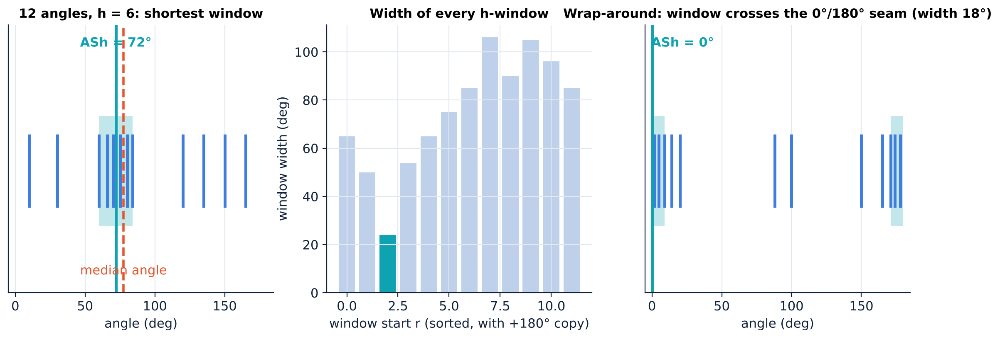 12 angles, h = 6: shortest window
ASh = 72°
median angle
0 50 100 150
angle (deg)
Width of every h-window
window width (deg)
100
80
60
40
20
0
0.0 2.5 5.0 7.5 10.0
window start r (sorted, with +180° copy)
Wrap-around: window crosses the 0°/180° seam (width 18°)
ASh = 0°
0 50 100 150
angle (deg)